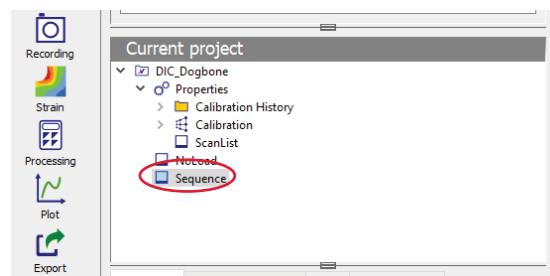 Recording
Strain
Processing
Plot
Export
Current project
DIC_Dogbone
Properties
Calibration History
Calibration
ScanList
NoLoad
Sequence